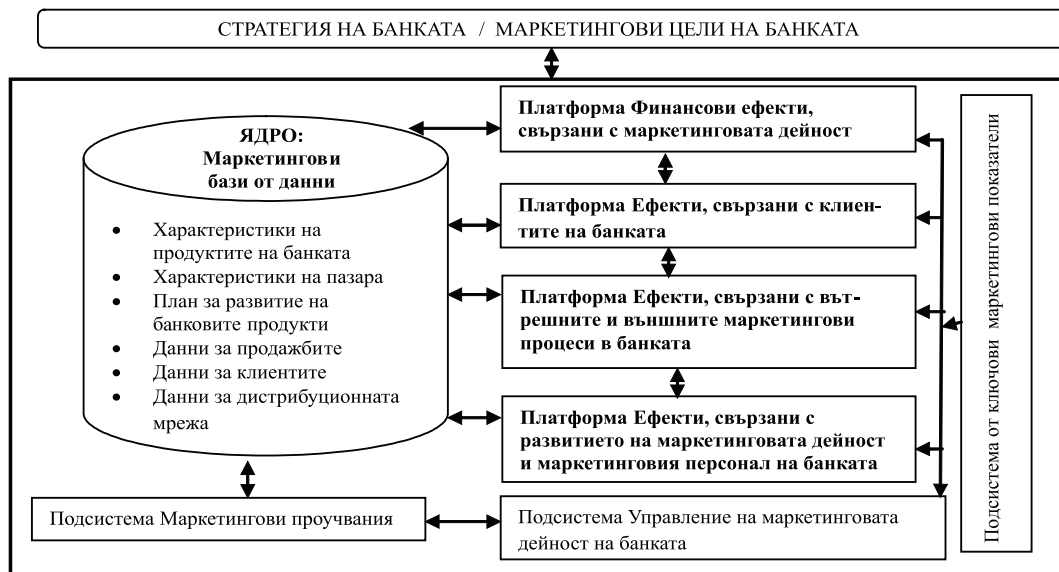 СТРАТЕГИЯ НА БАНКАТА / МАРКЕТИНГОВИ ЦЕЛИ НА БАНКАТА
ЯДРО:
Маркетингови
бази от данни
• Характеристики на
продуктите на банката
• Характеристики на пазара
• План за развитие на
банковите продукти
• Данни за продажбите
• Данни за клиентите
• Данни за дистрибуционната
мрежа
Платформа Финансови ефекти,
свързани с маркетинговата дейност
Платформа Ефекти, свързани с клиен-
тите на банката
Платформа Ефекти, свързани с вът-
решните и външните маркетингови
процеси в банката
Платформа Ефекти, свързани с
развитието на маркетинговата дейност
и маркетинговия персонал на банката
Подсистема Маркетингови проучвания
Подсистема Управление на маркетинговата
дейност на банката
Подсистема от ключови маркетингови показатели